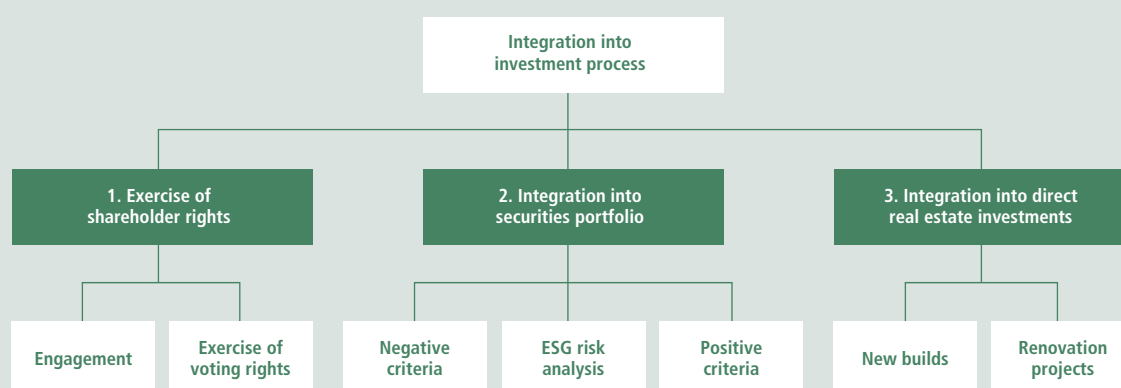 Integration into
investment process
1. Exercise of
shareholder rights
2. Integration into
securities portfolio
3. Integration into direct
real estate investments
Engagement
Exercise of
voting rights
Negative
criteria
ESG risk
analysis
Positive
criteria
New builds
Renovation
projects